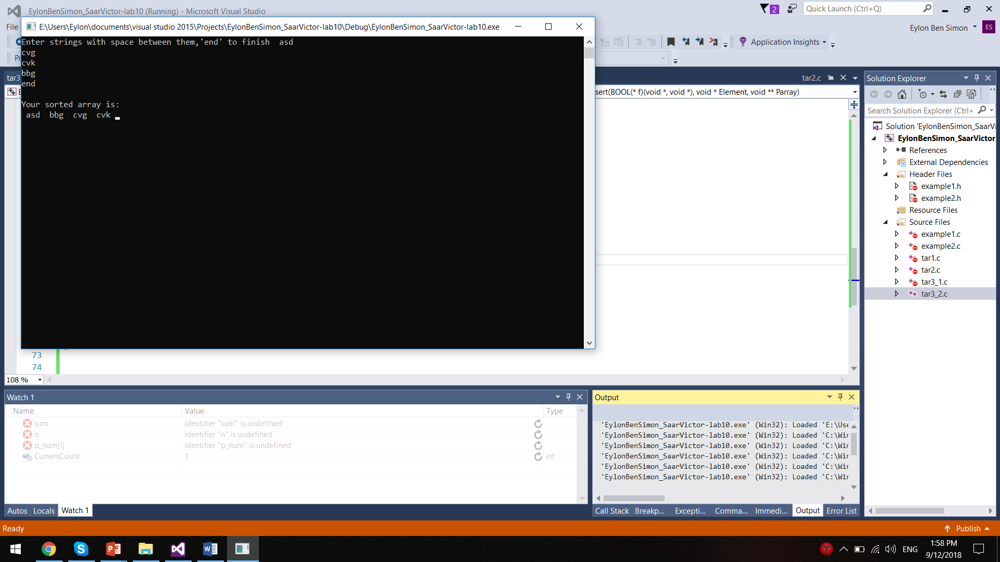 EylonBenSimon_SaarVictor-lab10 (Running) - Microsoft Visual Studio
2
Quick Launch (Ctrl+Q)
File
Eylon Ben Simon
ES
E:\Users\Eylon\documents\visual studio 2015\Projects\EylonBenSimon_SaarVictor-lab10\Debug\EylonBenSimon_SaarVictor-lab10.exe
Application Insights
Enter strings with space between them,'end' to finish  asd
cvg
cvk
bbg
end
Your sorted array is:
asd  bbg  cvg  cvk
tar2.c
sert(BOOL(* f)(void *, void *), void * Element, void ** Parray)
73
74
108 %
Solution Explorer
Search Solution Explorer (Ctrl+
Solution 'EylonBenSimon_SaarVi
EylonBenSimon_SaarVictor
References
External Dependencies
Header Files
example1.h
example2.h
Resource Files
Source Files
example1.c
example2.c
tar1.c
tar2.c
tar3_1.c
tar3_2.c
Watch 1
Name Value Type
sum identifier "sum" is undefined
n identifier "n" is undefined
p_num[i] identifier "p_num" is undefined
CurrentCount 1 int
Autos Locals Watch 1
Output
'EylonBenSimon_SaarVictor-lab10.exe' (Win32): Loaded 'E:\Use
'EylonBenSimon_SaarVictor-lab10.exe' (Win32): Loaded 'C:\Win
'EylonBenSimon_SaarVictor-lab10.exe' (Win32): Loaded 'C:\Win
'EylonBenSimon_SaarVictor-lab10.exe' (Win32): Loaded 'C:\Win
'EylonBenSimon_SaarVictor-lab10.exe' (Win32): Loaded 'C:\Win
'EylonBenSimon_SaarVictor-lab10.exe' (Win32): Loaded 'C:\Win
Call Stack Breakp... Excepti... Comma... Immedi... Output Error List
Ready
Publish
ENG
1:58 PM
9/12/2018